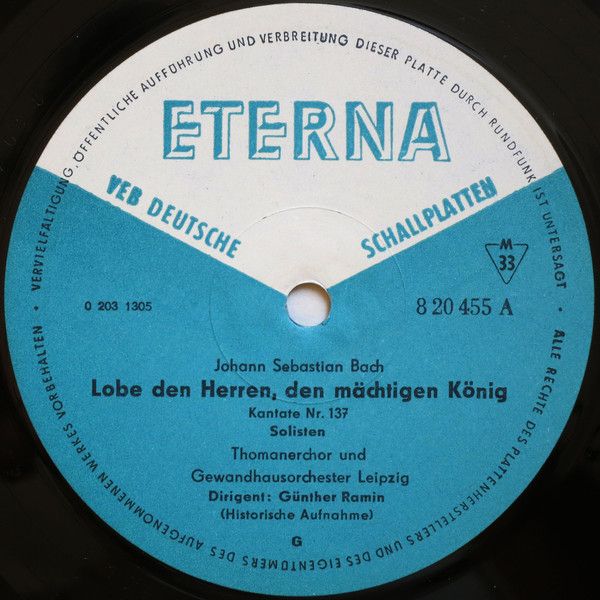 VERVIELFÄLTIGUNG, ÖFFENTLICHE AUFFÜHRUNG UND VERBREITUNG DIESER PLATTE DURCH RUNDFUNK IST UNTERSAGT · ALLE RECHTE DES PLATTENHERSTELLERS UND DES EIGENTÜMERS DES AUFGENOMMENEN WERKES VORBEHALTEN ·
ETERNA
VEB DEUTSCHE SCHALLPLATTEN
M
33
0 203 1305
8 20 455 A
Johann Sebastian Bach
Lobe den Herren, den mächtigen König
Kantate Nr. 137
Solisten
Thomanerchor und
Gewandhausorchester Leipzig
Dirigent: Günther Ramin
(Historische Aufnahme)
G